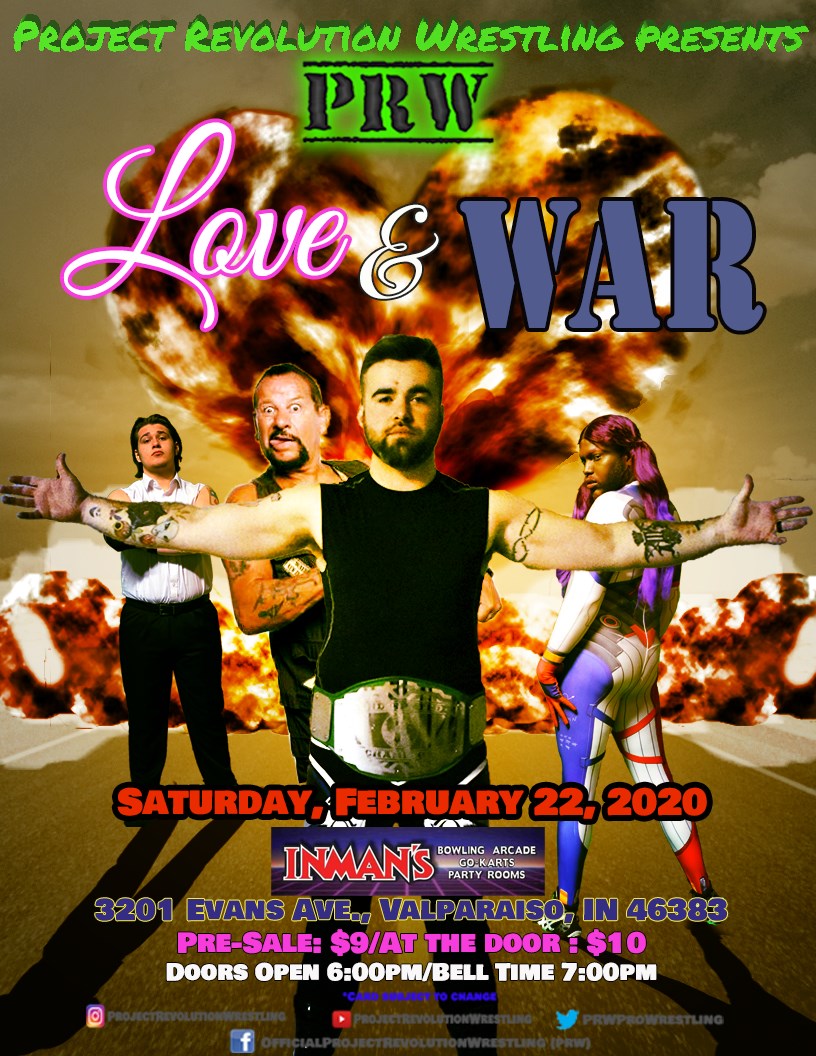 Project Revolution Wrestling presents
PRW
Love & WAR
Saturday, February 22, 2020
INMAN'S
BOWLING ARCADE
GO-KARTS
PARTY ROOMS
3201 Evans Ave., Valparaiso, IN 46383
Pre-Sale: $9/At the door : $10
Doors Open 6:00pm/Bell Time 7:00pm
*Card subject to change
ProjectRevolutionWrestling
ProjectRevolutionWrestling
PRWProWrestling
OfficialProjectRevolutionWrestling (PRW)